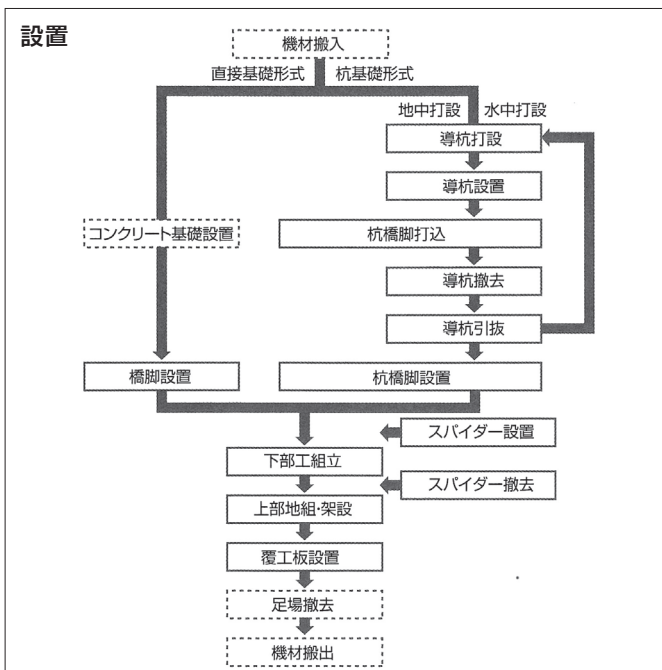 設置
機材搬入
直接基礎形式
杭基礎形式
地中打設
水中打設
導杭打設
導杭設置
コンクリート基礎設置
杭橋脚打込
導杭撤去
導杭引抜
橋脚設置
杭橋脚設置
スパイダー設置
下部工組立
スパイダー撤去
上部地組・架設
覆工板設置
足場撤去
機材搬出